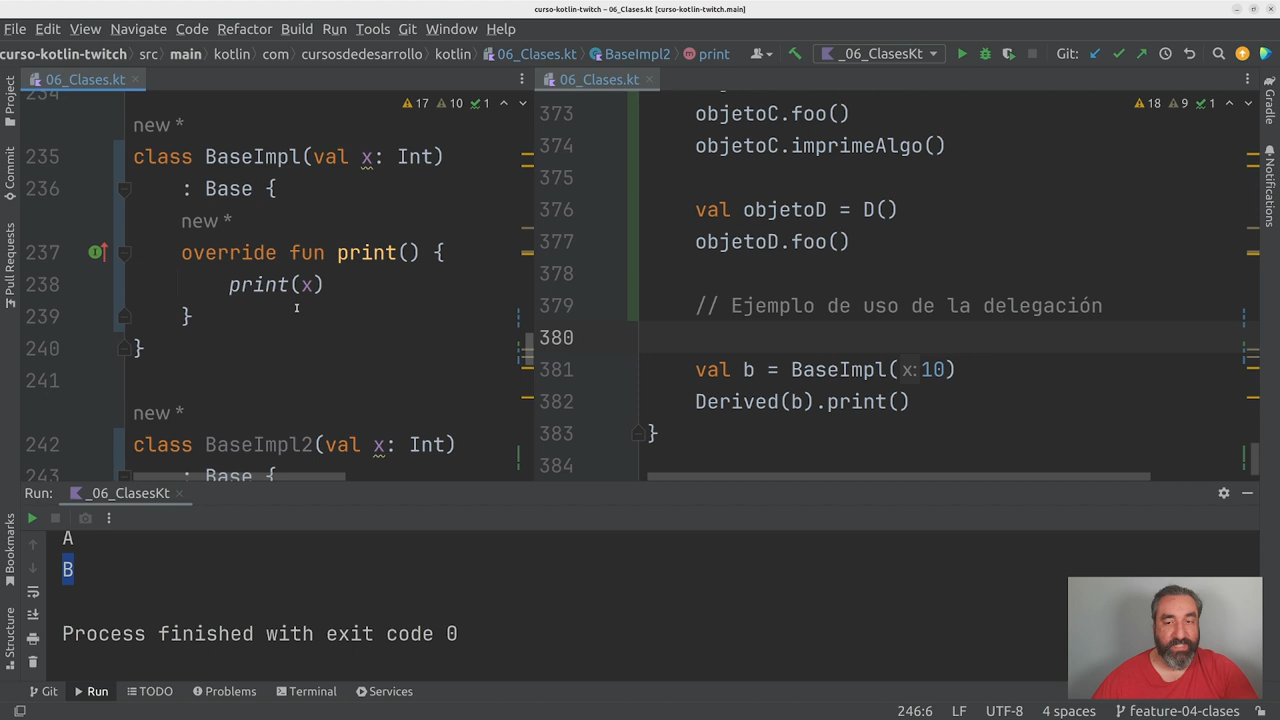 curso-kotlin-twitch – 06_Clases.kt [curso-kotlin-twitch.main]
File Edit View Navigate Code Refactor Build Run Tools Git Window Help
curso-kotlin-twitch src main kotlin com cursosdedesarrollo kotlin 06_Clases.kt BaseImpl2 print _06_ClasesKt Git:
06_Clases.kt
17 10 1
234
new *
235 class BaseImpl(val x: Int)
236 : Base {
new *
237 override fun print() {
238 print(x)
239 }
240 }
241
new *
242 class BaseImpl2(val x: Int)
243 : Base {
06_Clases.kt
18 9 1
373 objetoC.foo()
374 objetoC.imprimeAlgo()
375
376 val objetoD = D()
377 objetoD.foo()
378
379 // Ejemplo de uso de la delegación
380
381 val b = BaseImpl( x: 10)
382 Derived(b).print()
383 }
384
Project
Commit
Pull Requests
Bookmarks
Structure
Gradle
Notifications
Run: _06_ClasesKt
A
B
Process finished with exit code 0
Git Run TODO Problems Terminal Services
246:6 LF UTF-8 4 spaces feature-04-clases